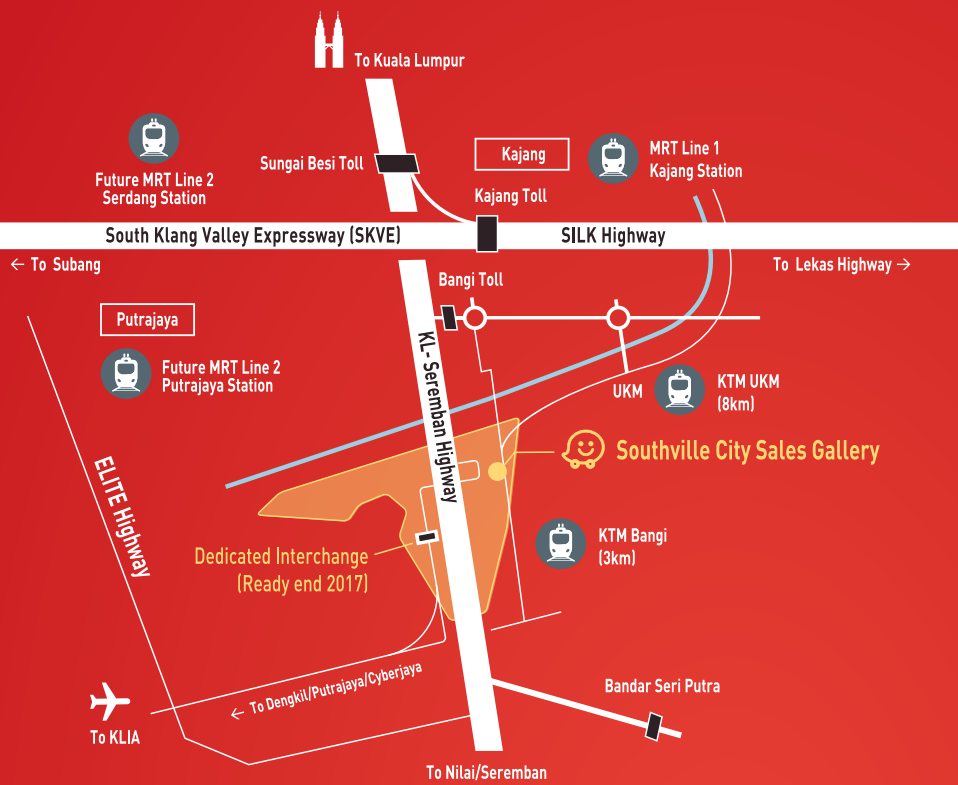 To Kuala Lumpur
Sungai Besi Toll
Kajang
MRT Line 1
Kajang Station
Future MRT Line 2
Serdang Station
Kajang Toll
South Klang Valley Expressway (SKVE)
SILK Highway
← To Subang
To Lekas Highway →
Bangi Toll
Putrajaya
Future MRT Line 2
Putrajaya Station
KL- Seremban Highway
UKM
KTM UKM
(8km)
Southville City Sales Gallery
ELITE Highway
KTM Bangi
(3km)
Dedicated Interchange
(Ready end 2017)
← To Dengkil/Putrajaya/Cyberjaya
Bandar Seri Putra
To KLIA
To Nilai/Seremban